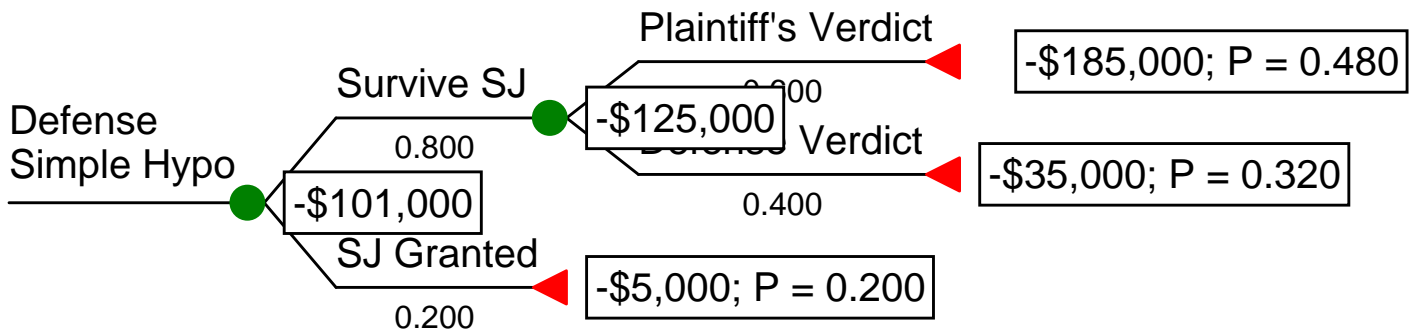 Plaintiff's Verdict
-$185,000; P = 0.480
Survive SJ
-$125,000
Defense
Simple Hypo
0.800
Verdict
-$35,000; P = 0.320
-$101,000
0.400
SJ Granted
-$5,000; P = 0.200
0.200